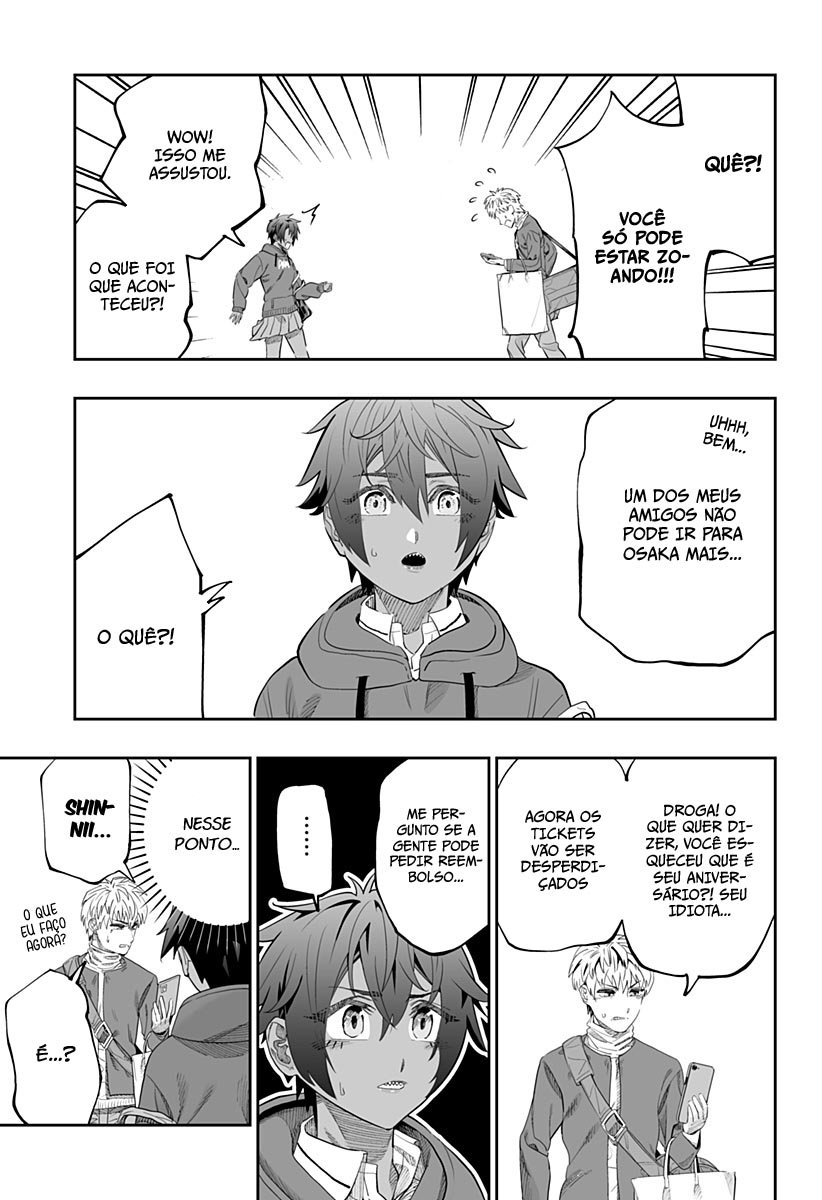 QUÊ?!
VOCÊ
SÓ PODE
ESTAR ZO-
ANDO!!!
WOW!
ISSO ME
ASSUSTOU.
O QUE FOI
QUE ACON-
TECEU?!
UHHH,
BEM...
UM DOS MEUS
AMIGOS NÃO
PODE IR PARA
OSAKA MAIS...
O QUÊ?!
DROGA! O
QUE QUER DI-
ZER, VOCÊ ES-
QUECEU QUE É
SEU ANIVER-
SÁRIO?! SEU
IDIOTA...
AGORA OS
TICKETS
VÃO SER
DESPERDI-
ÇADOS
ME PER-
GUNTO SE A
GENTE PODE
PEDIR REEM-
BOLSO...
......
NESSE
PONTO...
SHIN-
NII...
O QUE
EU FAÇO
AGORA?
É...?